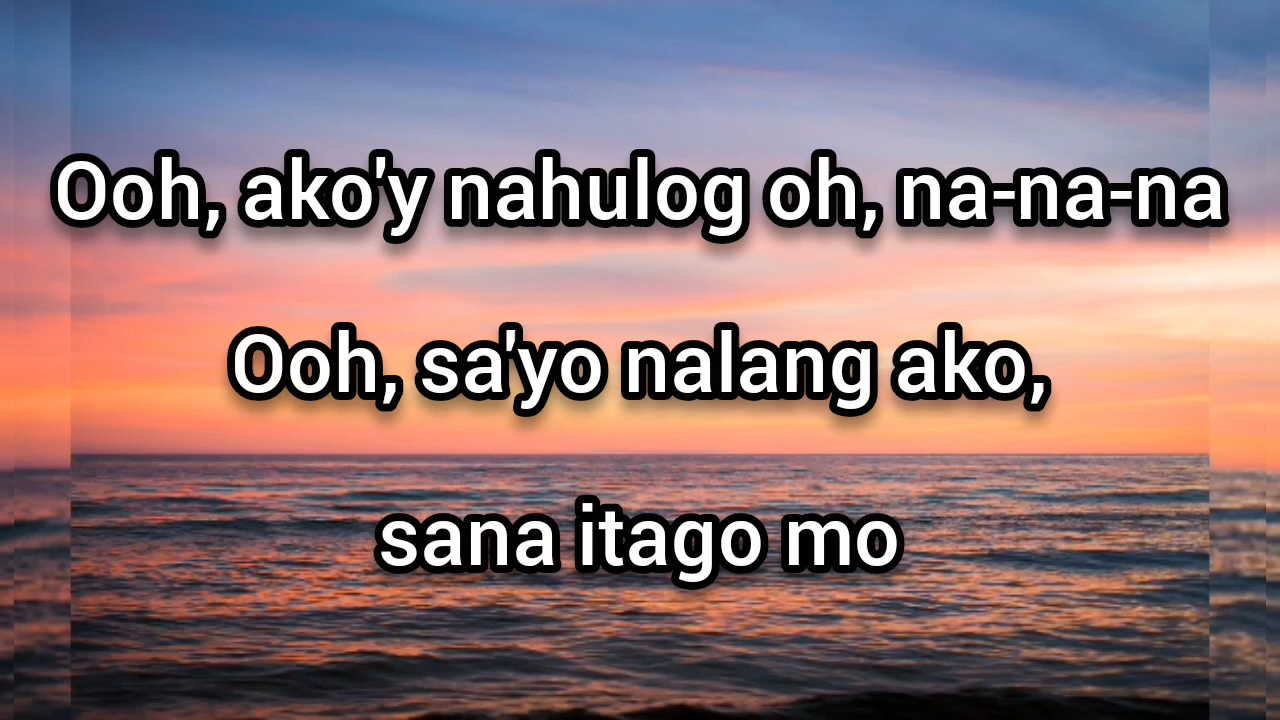 Ooh, ako'y nahulog oh, na-na-na
Ooh, sa'yo nalang ako,
sana itago mo